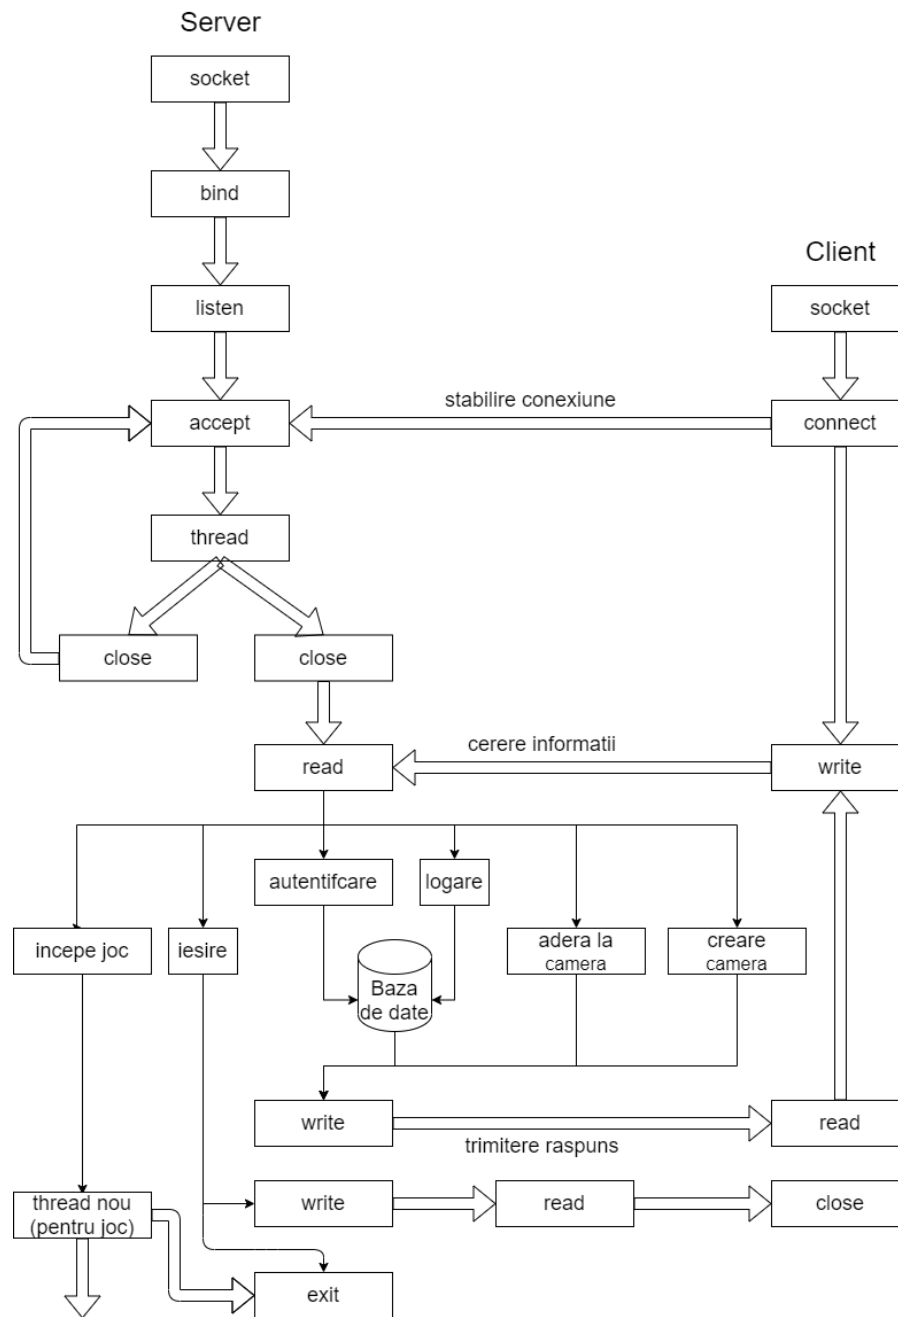 Server
socket
bind
Client
listen
socket
stabilire conexiune
accept
connect
thread
close
close
cerere informatii
read
write
autentifcare
logare
incepe joc
iesire
adera la
camera
creare
camera
Baza
de date
write
read
trimitere raspuns
thread nou
(pentru joc)
write
read
close
exit